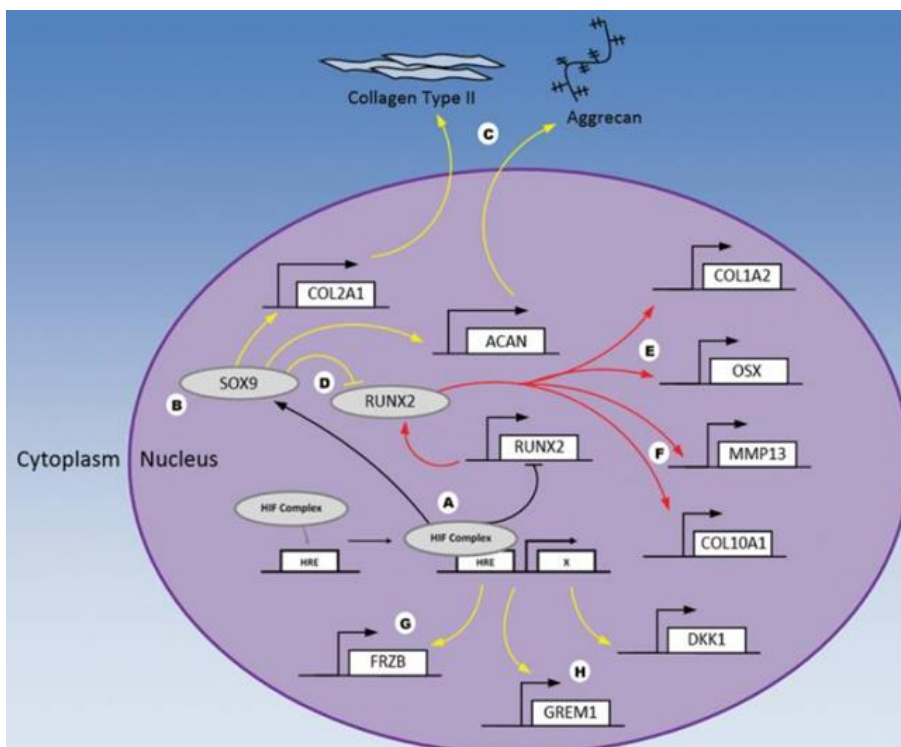 Collagen Type II
Aggrecan
C
COL2A1
COL1A2
ACAN
E
OSX
SOX9
D
B
RUNX2
RUNX2
F
MMP13
Cytoplasm
Nucleus
A
HIF Complex
HIF Complex
COL10A1
HRE
HRE
X
G
DKK1
FRZB
H
GREM1